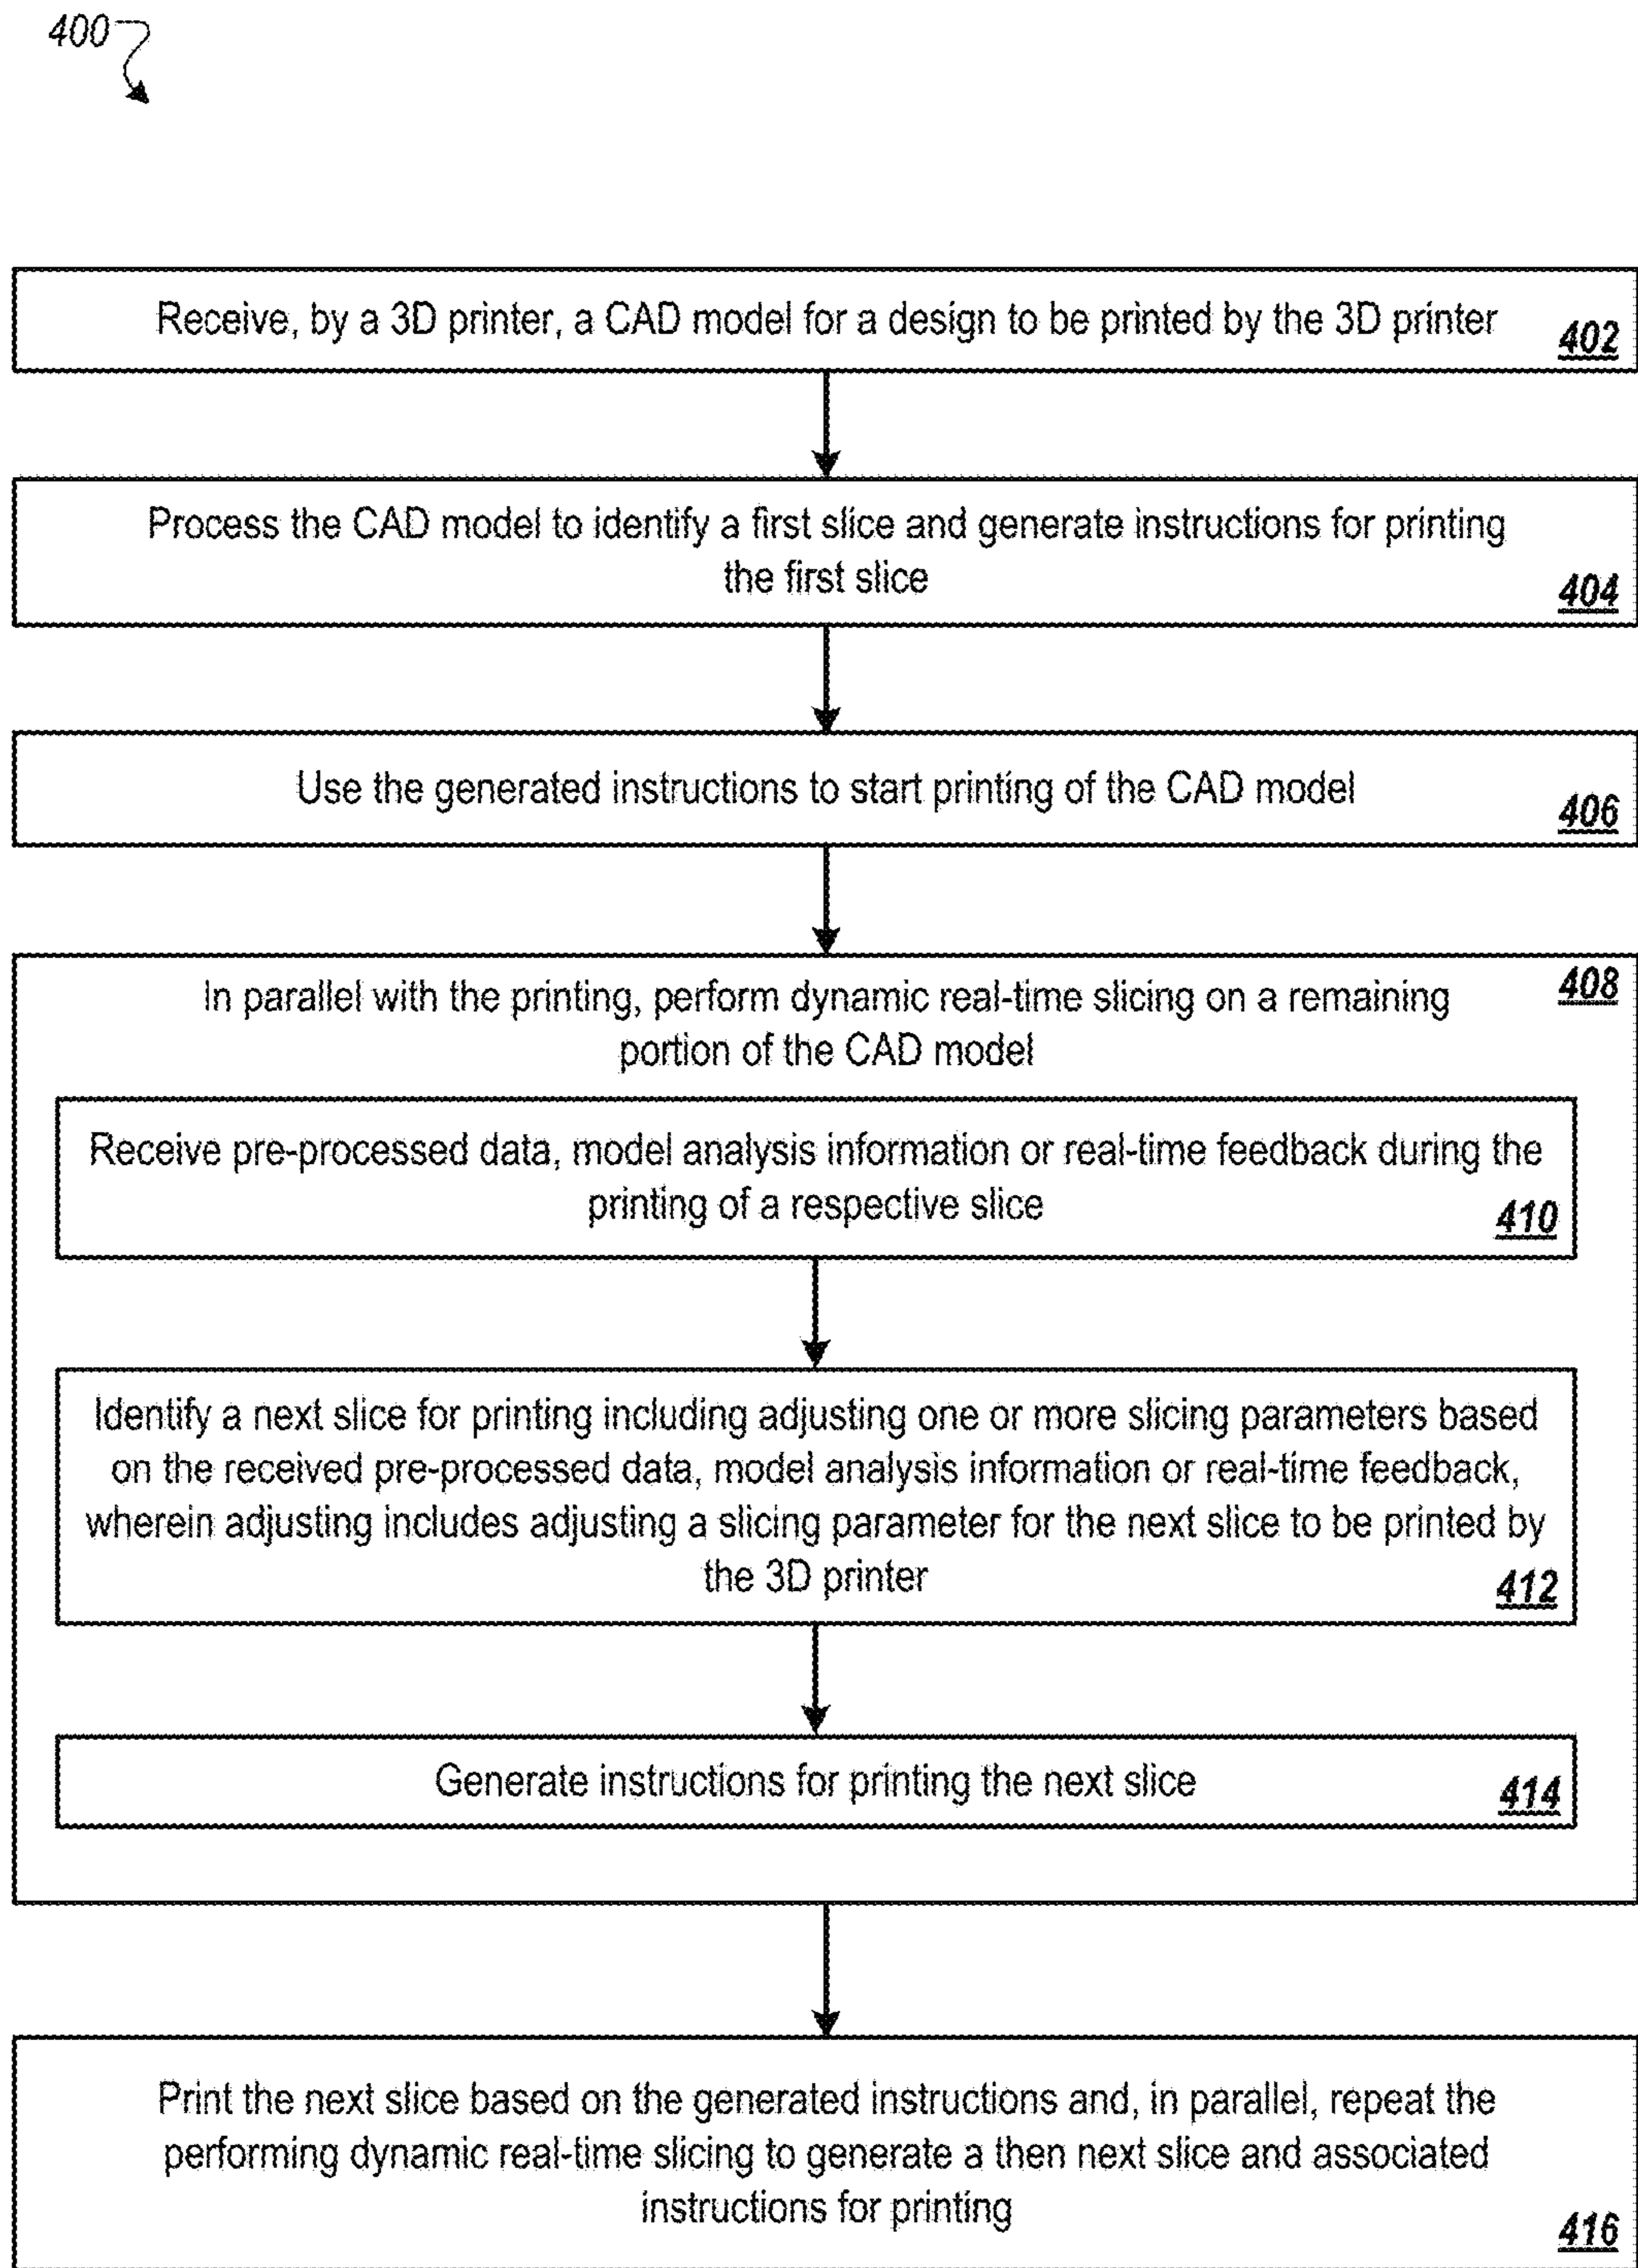 400
Receive, by a 3D printer, a CAD model for a design to be printed by the 3D printer
402
Process the CAD model to identify a first slice and generate instructions for printing
the first slice
404
Use the generated instructions to start printing of the CAD model
406
408
In parallel with the printing, perform dynamic real-time slicing on a remaining
portion of the CAD model
Receive pre-processed data, model analysis information or real-time feedback during the
printing of a respective slice
410
Identify a next slice for printing including adjusting one or more slicing parameters based
on the received pre-processed data, model analysis information or real-time feedback,
wherein adjusting includes adjusting a slicing parameter for the next slice to be printed by
the 3D printer
412
Generate instructions for printing the next slice
414
Print the next slice based on the generated instructions and, in parallel, repeat the
performing dynamic real-time slicing to generate a then next slice and associated
instructions for printing
416